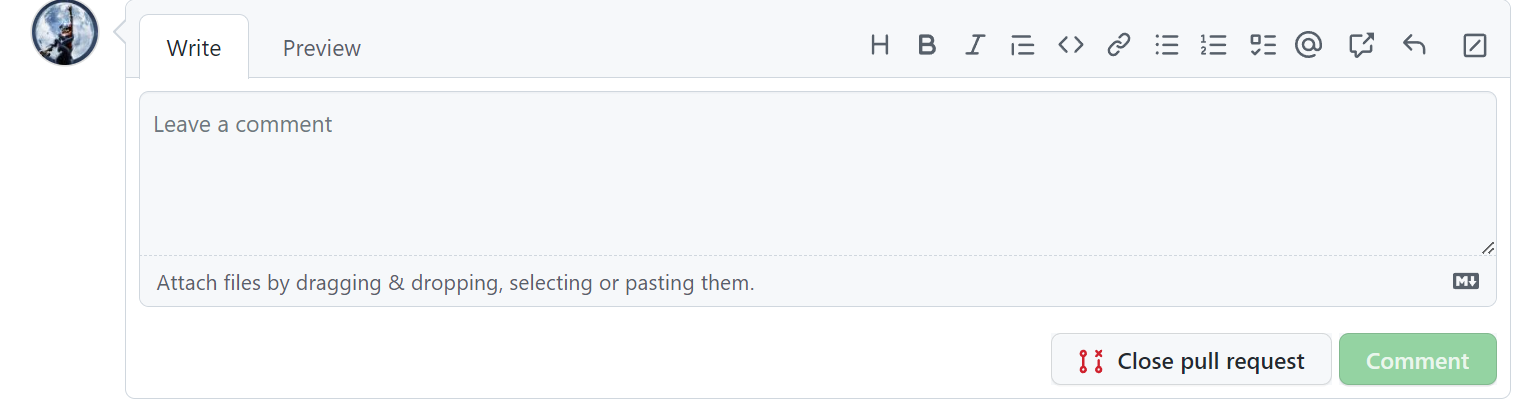 Write Preview H B I <> @
Leave a comment
Attach files by dragging & dropping, selecting or pasting them. M↓
Close pull request Comment